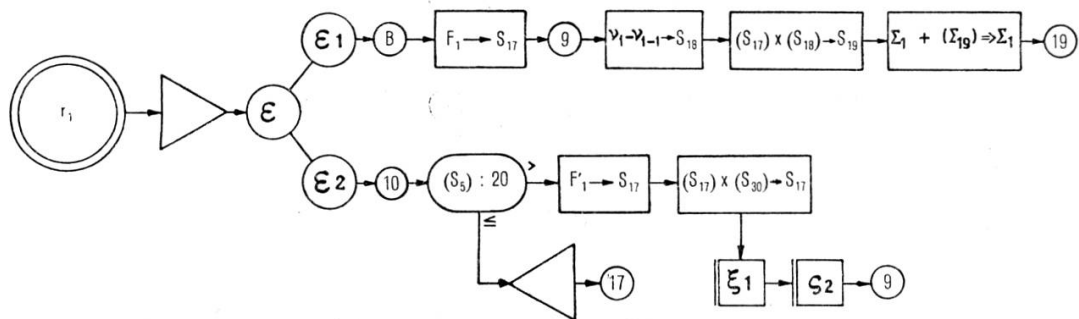 ε1 B F₁ → S₁₇ 9 ν₁-ν₁₋₁→S₁₈ (S₁₇) x (S₁₈)→S₁₉ Σ₁ + (Σ₁₉)⇒Σ₁ 19
r₁ ε
ε2 10 (S₅) : 20 > F'₁ → S₁₇ (S₁₇) x (S₃₀)→S₁₇
≤
17 ξ1 ς2 9